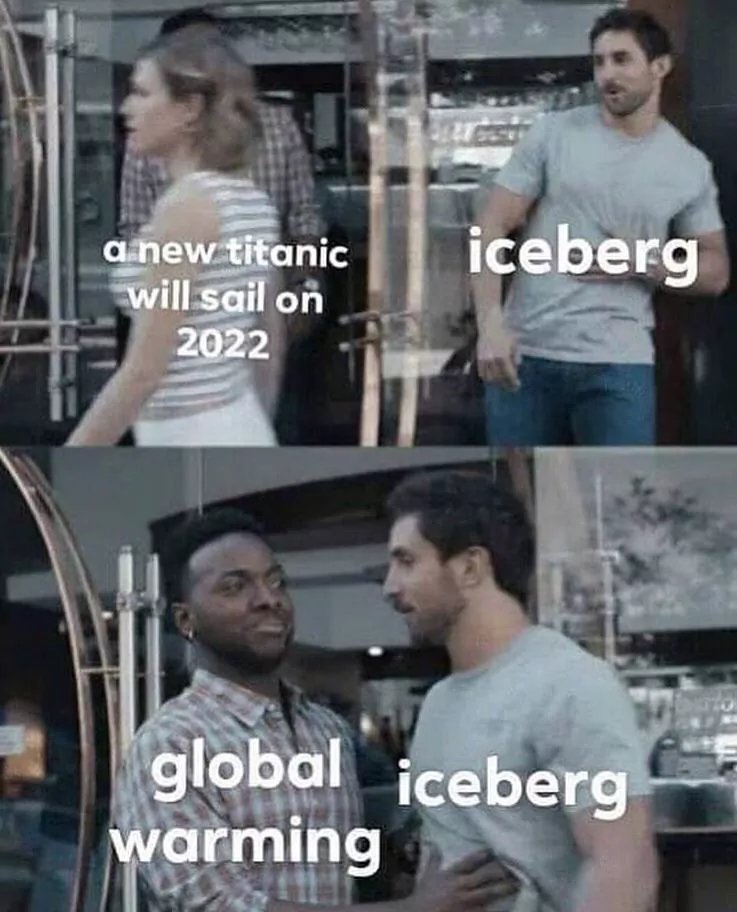 a new titanic
will sail on
2022
iceberg
global
warming
iceberg